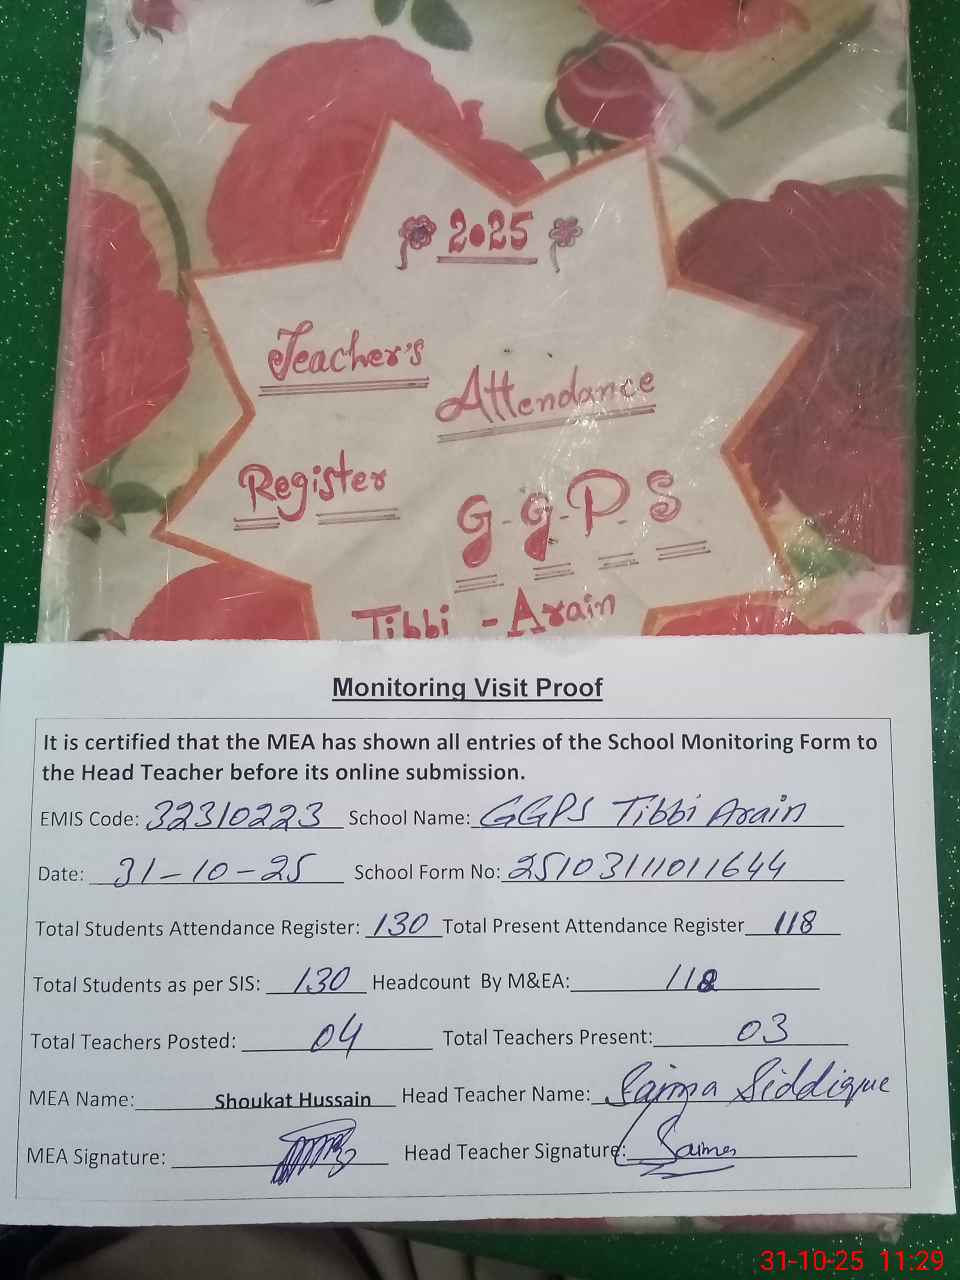 2025
Teacher's
Attendance
Register
G.G.P.S
Tibbi - Arain
Monitoring Visit Proof
It is certified that the MEA has shown all entries of the School Monitoring Form to
the Head Teacher before its online submission.
EMIS Code: 32310223 School Name: GGPS Tibbi Arain
Date: 31-10-25 School Form No: 25103111011644
Total Students Attendance Register: 130 Total Present Attendance Register 118
Total Students as per SIS: 130 Headcount By M&EA: 118
Total Teachers Posted: 04 Total Teachers Present: 03
MEA Name: Shoukat Hussain Head Teacher Name: Saima Siddique
MEA Signature: Head Teacher Signature: Saima
31-10-25 11:29